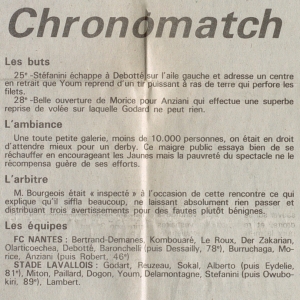 Chronomatch
Les buts
25e -Stéfanini échappe à Debotté sur l'aile gauche et adresse un centre
en retrait que Youm reprend d'un tir puissant à ras de terre qui perfore les
filets.
28e -Belle ouverture de Morice pour Anziani qui effectue une superbe
reprise de volée sur laquelle Godard ne peut rien.
L'ambiance
Une toute petite galerie, moins de 10.000 personnes, on était en droit
d'attendre mieux pour un derby. Ce maigre public essaya bien de se
réchauffer en encourageant les Jaunes mais la pauvreté du spectacle ne le
récompensa guère de ses efforts.
L'arbitre
M. Bourgeois était « inspecté » à l'occasion de cette rencontre ce qui
explique qu'il siffla beaucoup, ne laissant absolument rien passer et
distribuant trois avertissements pour des fautes plutôt bénignes.
Les équipes
FC NANTES : Bertrand-Demanes, Kombouaré, Le Roux, Der Zakarian,
Olarticoechea, Debotté, Baronchelli (puis Dessailly, 78e), Burruchaga, Mo-
rice, Anziani (puis Robert, 46e)
STADE LAVALLOIS : Godart, Reuzeau, Sokal, Alberto (puis Eydelie,
81e), Miton, Paillard, Dogon, Youm, Delamontagne, Stefanini (puis Owubo-
kiri, 89e), Lambert.